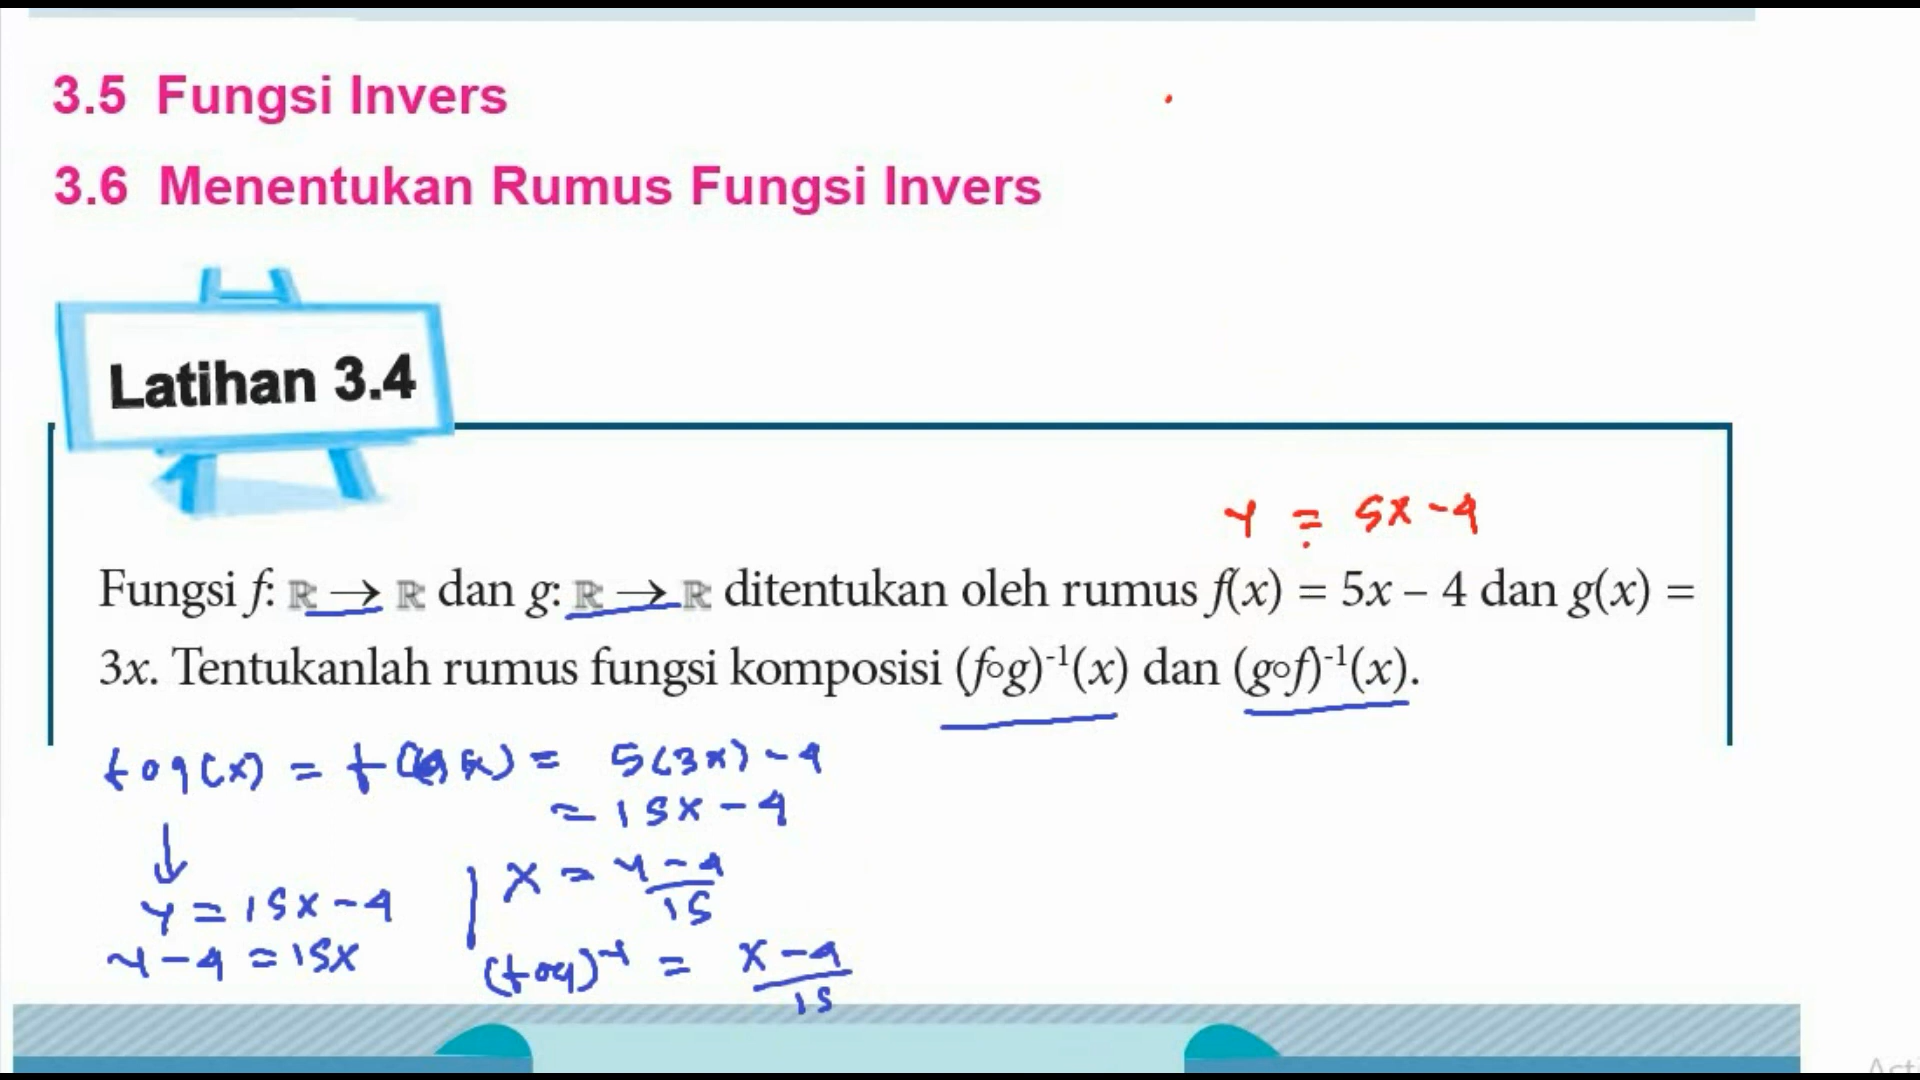 3.5 Fungsi Invers
3.6 Menentukan Rumus Fungsi Invers
Latihan 3.4
y = 5x - 4
Fungsi f: ℝ → ℝ dan g: ℝ → ℝ ditentukan oleh rumus f(x) = 5x – 4 dan g(x) =
3x. Tentukanlah rumus fungsi komposisi (f∘g)⁻¹(x) dan (g∘f)⁻¹(x).
fog(x) = f(g(x) = 5(3x) - 4
= 15x - 4
↓
y = 15x - 4
y - 4 = 15x
x = y - 4 / 15
(fog)⁻¹ = x - 4 / 15